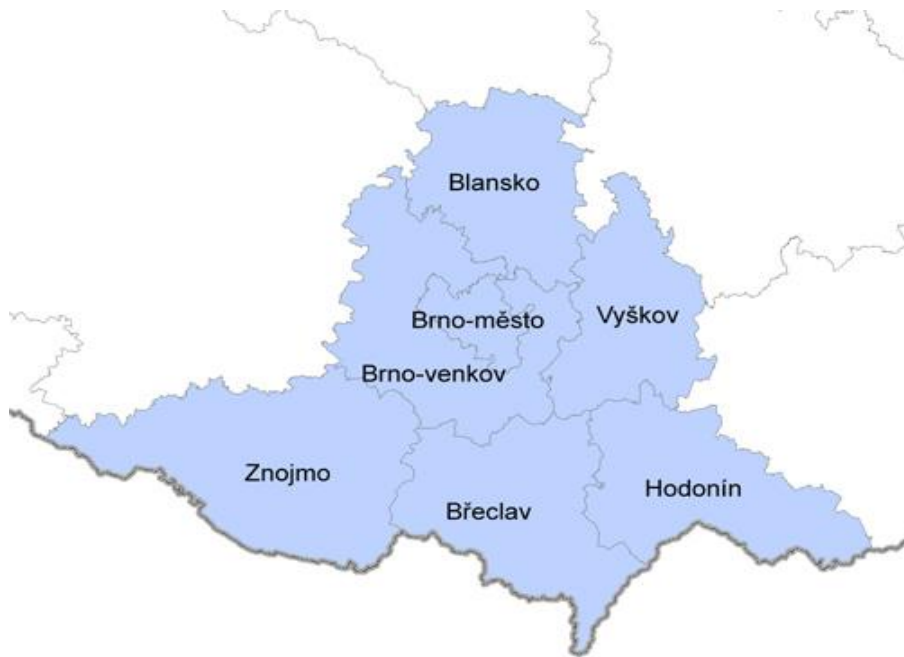 Blansko
Brno-město
Vyškov
Brno-venkov
Znojmo
Břeclav
Hodonín